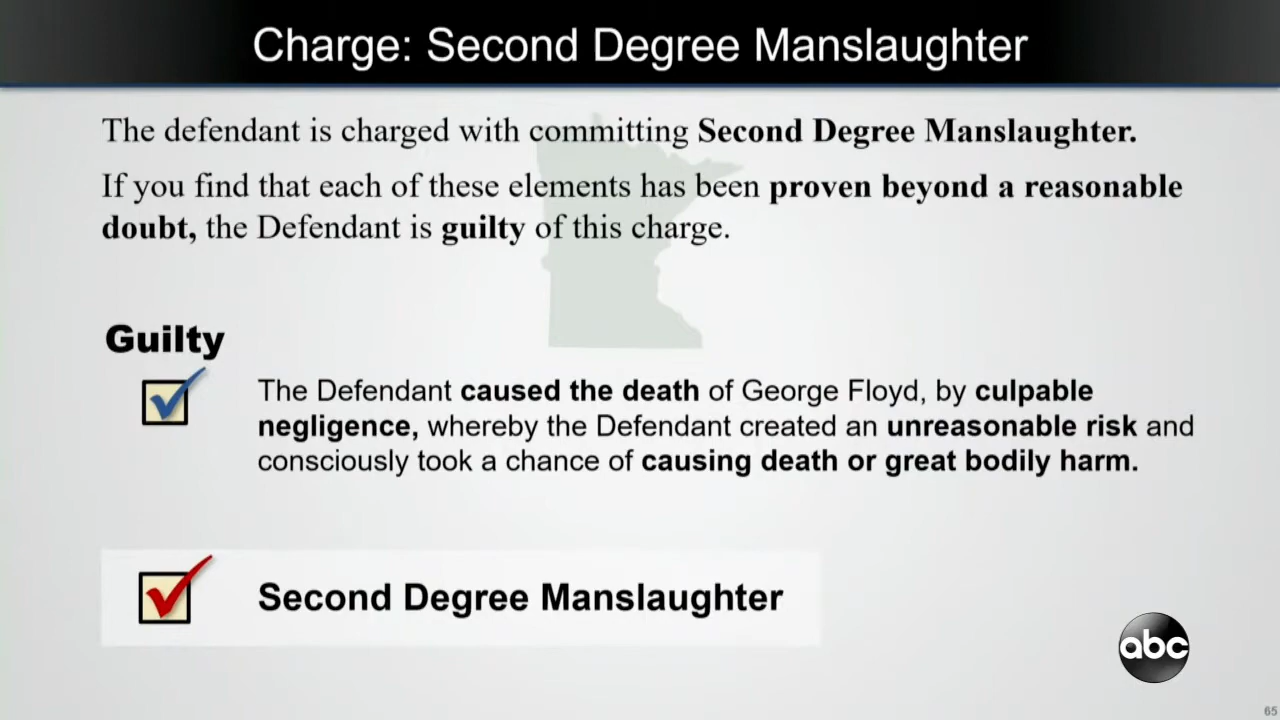 Charge: Second Degree Manslaughter
The defendant is charged with committing Second Degree Manslaughter.
If you find that each of these elements has been proven beyond a reasonable
doubt, the Defendant is guilty of this charge.
Guilty
The Defendant caused the death of George Floyd, by culpable
negligence, whereby the Defendant created an unreasonable risk and
consciously took a chance of causing death or great bodily harm.
Second Degree Manslaughter
abc
65